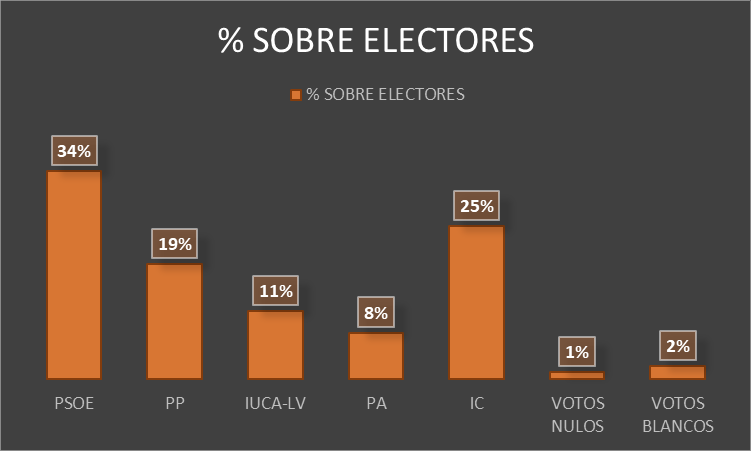 % SOBRE ELECTORES
% SOBRE ELECTORES
34%
19%
11%
8%
25%
1%
2%
PSOE
PP
IUCA-LV
PA
IC
VOTOS
NULOS
VOTOS
BLANCOS